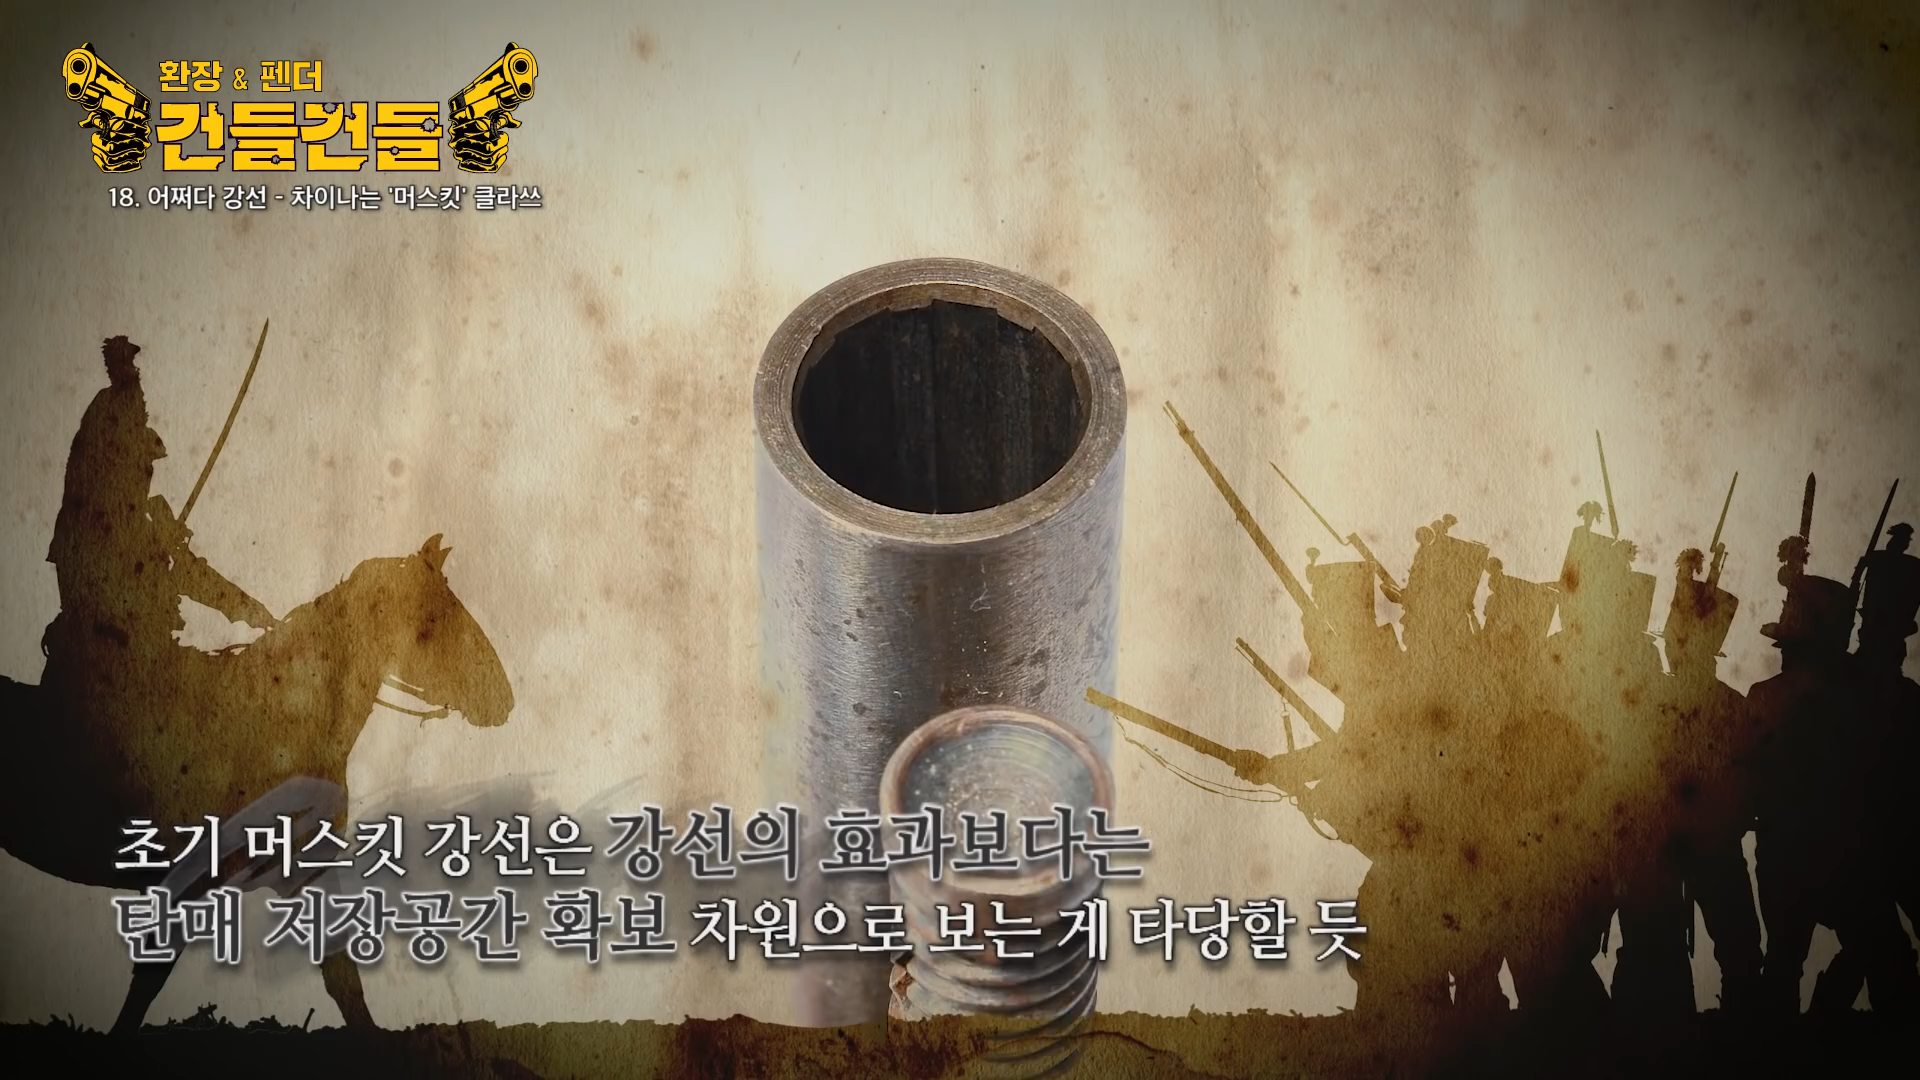 환장 & 펜더
건들건들
18. 어쩌다 강선 - 차이나는 '머스킷' 클라쓰
초기 머스킷 강선은 강선의 효과보다는
탄매 저장공간 확보 차원으로 보는 게 타당할 듯